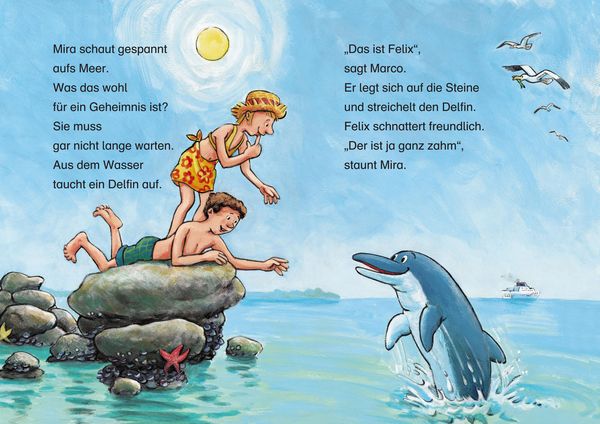 Mira schaut gespannt
aufs Meer.
Was das wohl
für ein Geheimnis ist?
Sie muss
gar nicht lange warten.
Aus dem Wasser
taucht ein Delfin auf.
„Das ist Felix“,
sagt Marco.
Er legt sich auf die Steine
und streichelt den Delfin.
Felix schnattert freundlich.
„Der ist ja ganz zahm“,
staunt Mira.